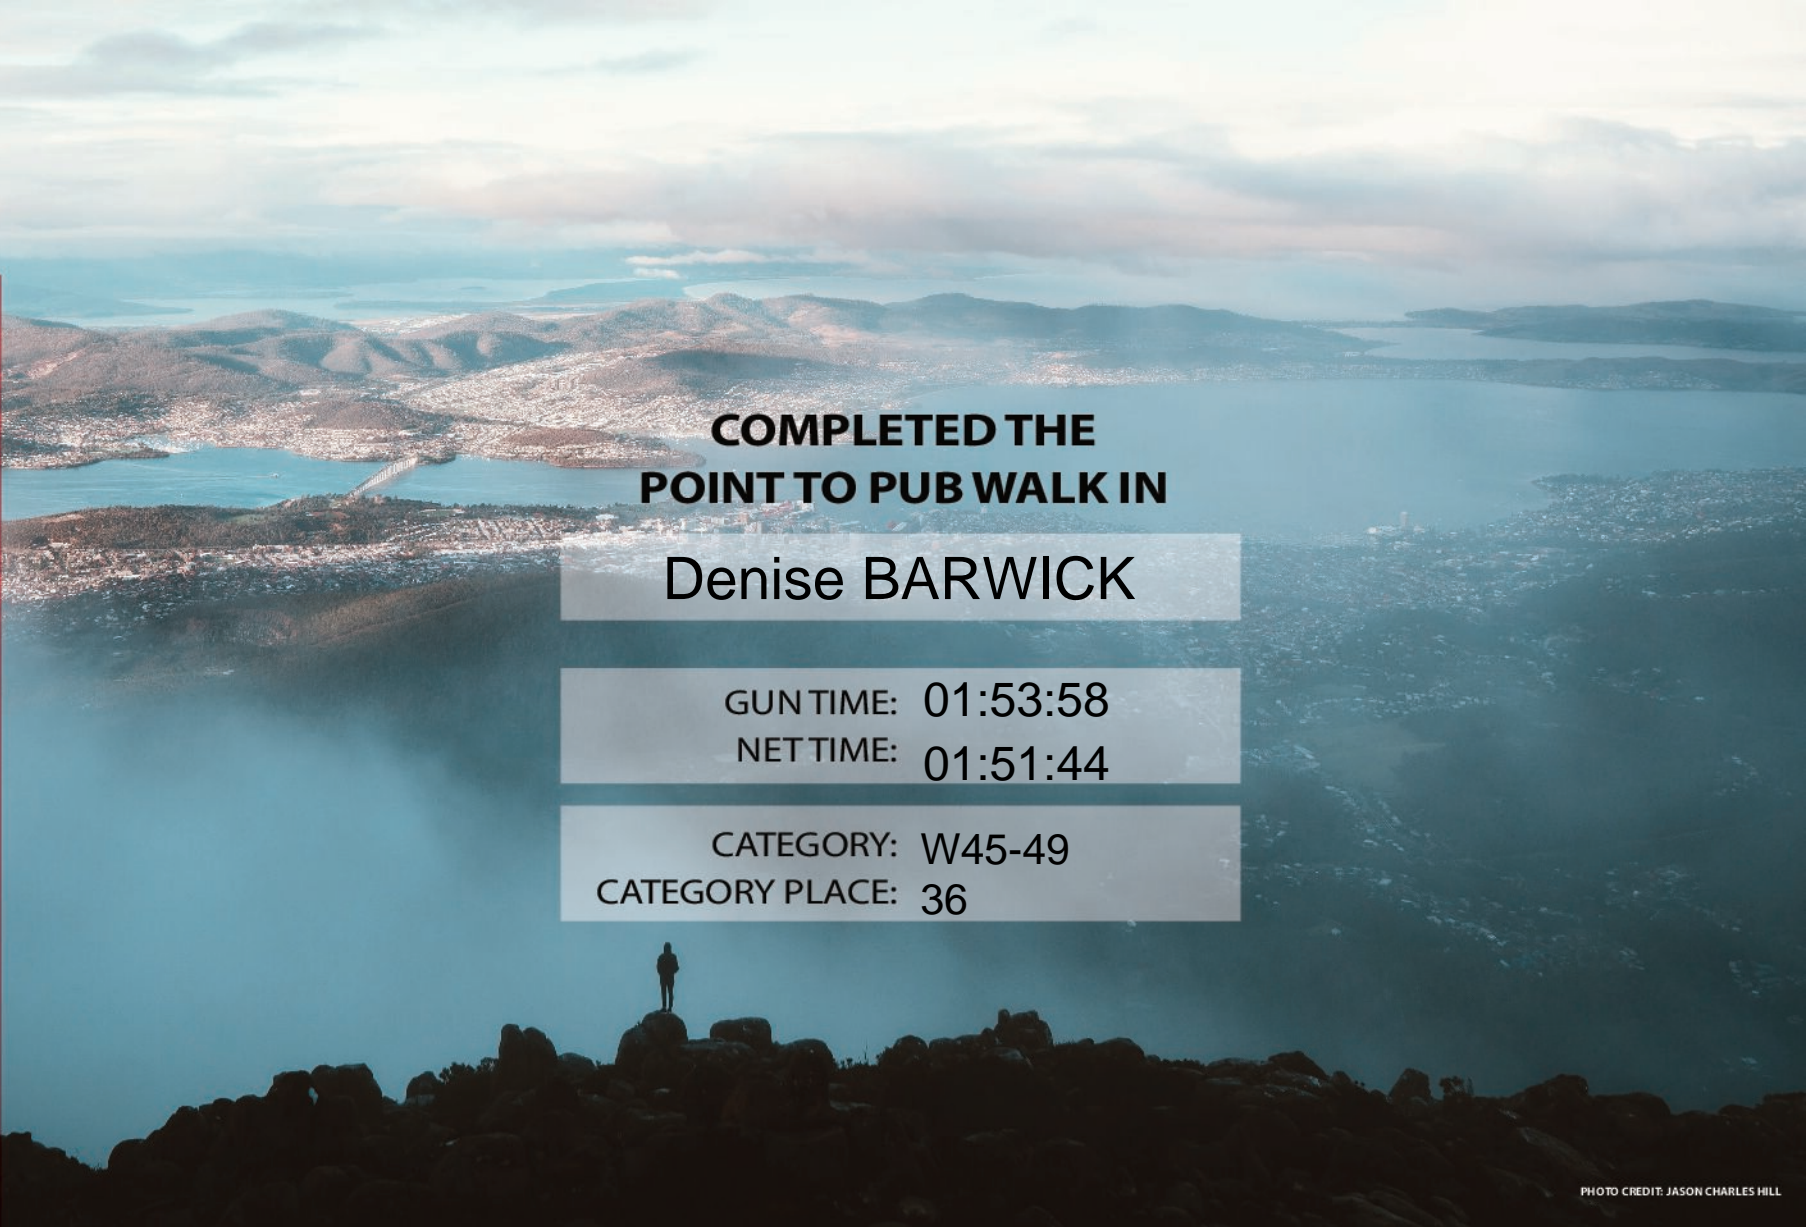 COMPLETED THE
POINT TO PUB WALK IN
Denise BARWICK
GUN TIME: 01:53:58
NET TIME: 01:51:44
CATEGORY: W45-49
CATEGORY PLACE: 36
PHOTO CREDIT: JASON CHARLES HILL